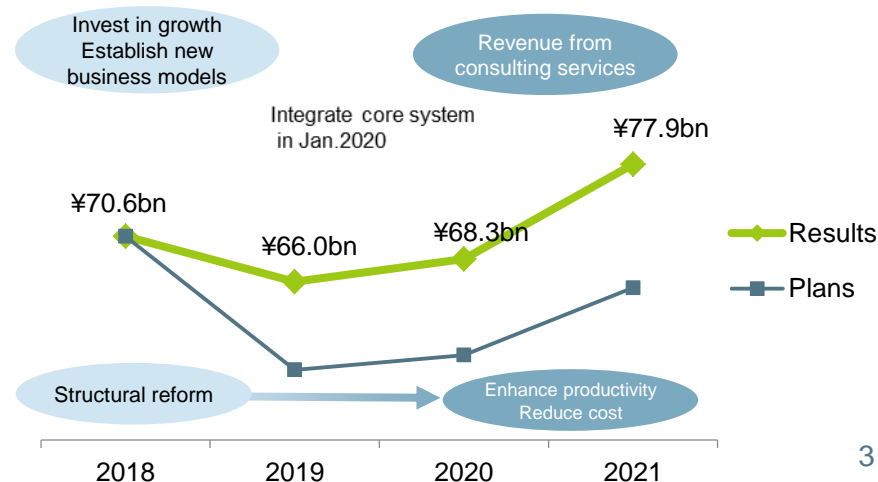 Invest in growth
Establish new
business models
Revenue from
consulting services
Integrate core system
in Jan.2020
¥77.9bn
¥70.6bn
¥66.0bn
¥68.3bn
Results
Plans
Structural reform
Enhance productivity
Reduce cost
2018 2019 2020 2021
3